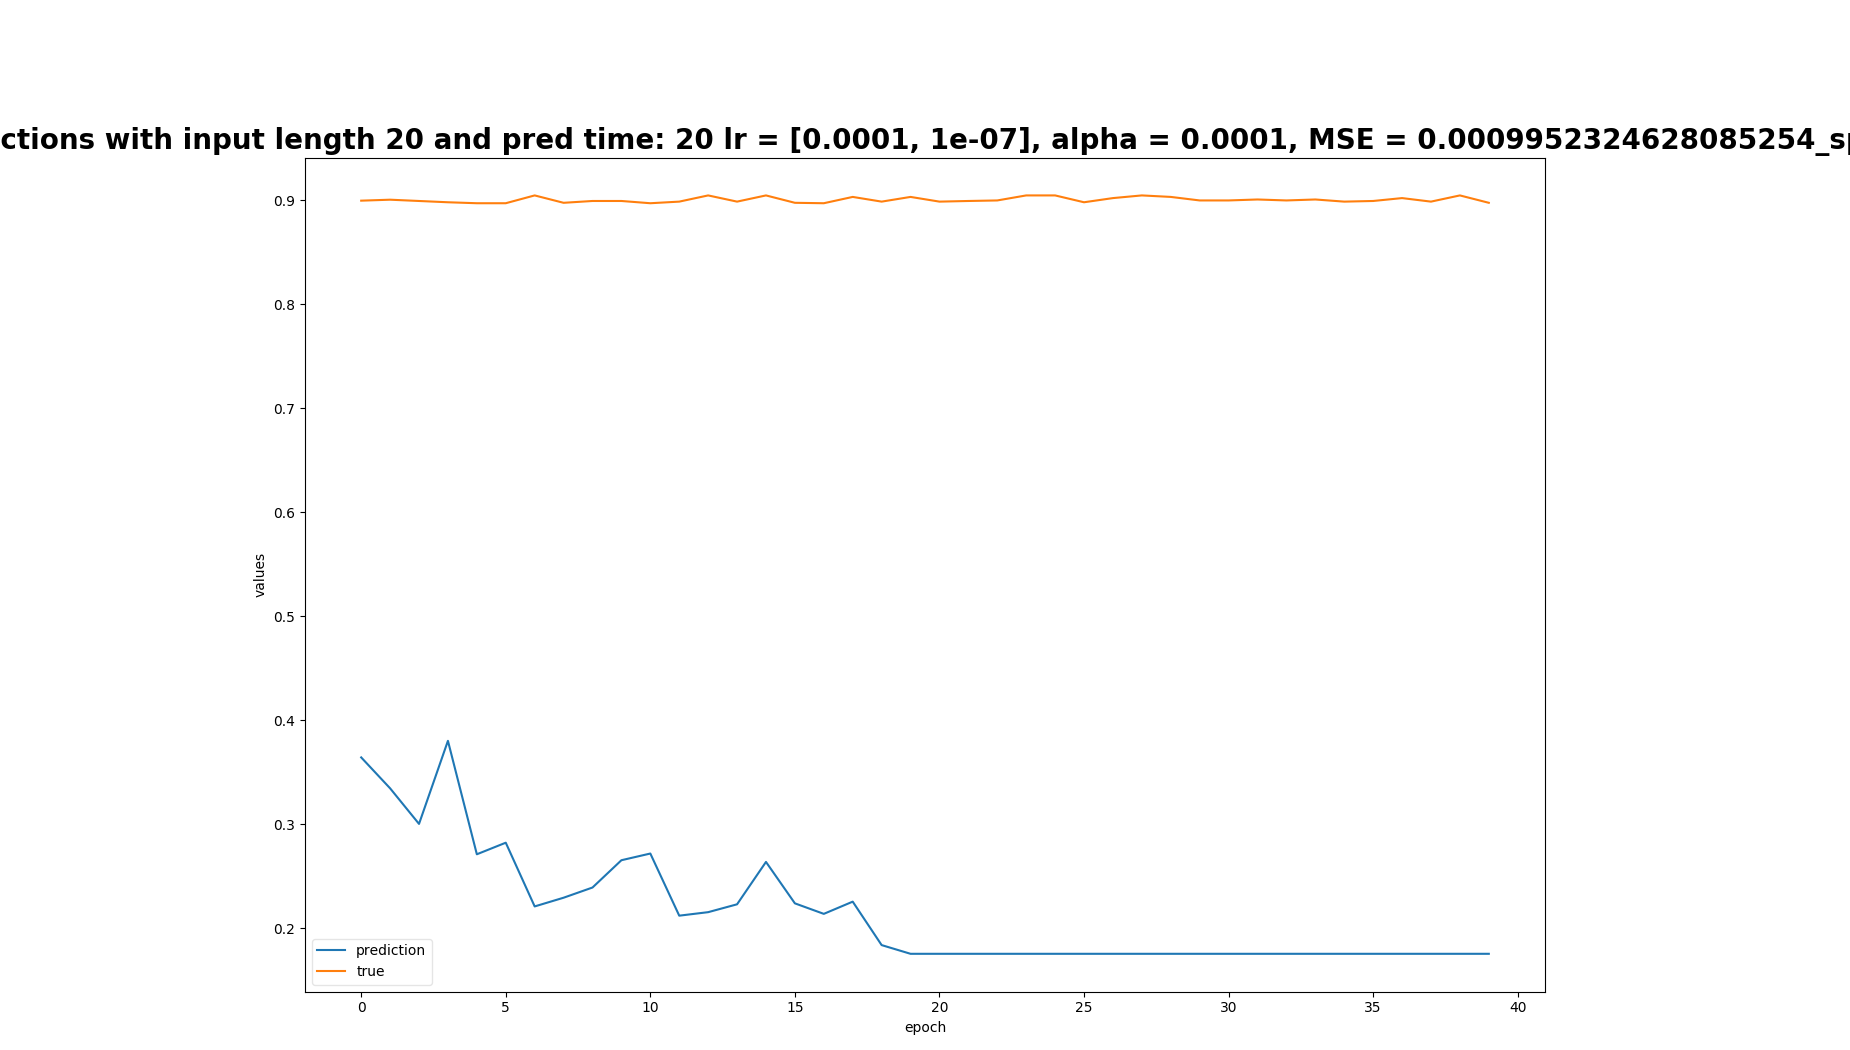 ctions with input length 20 and pred time: 20 lr = [0.0001, 1e-07], alpha = 0.0001, MSE = 0.0009952324628085254_sp
0.9
0.8
0.7
0.6
0.5
0.4
0.3
0.2
values
prediction
true
0 5 10 15 20 25 30 35 40
epoch